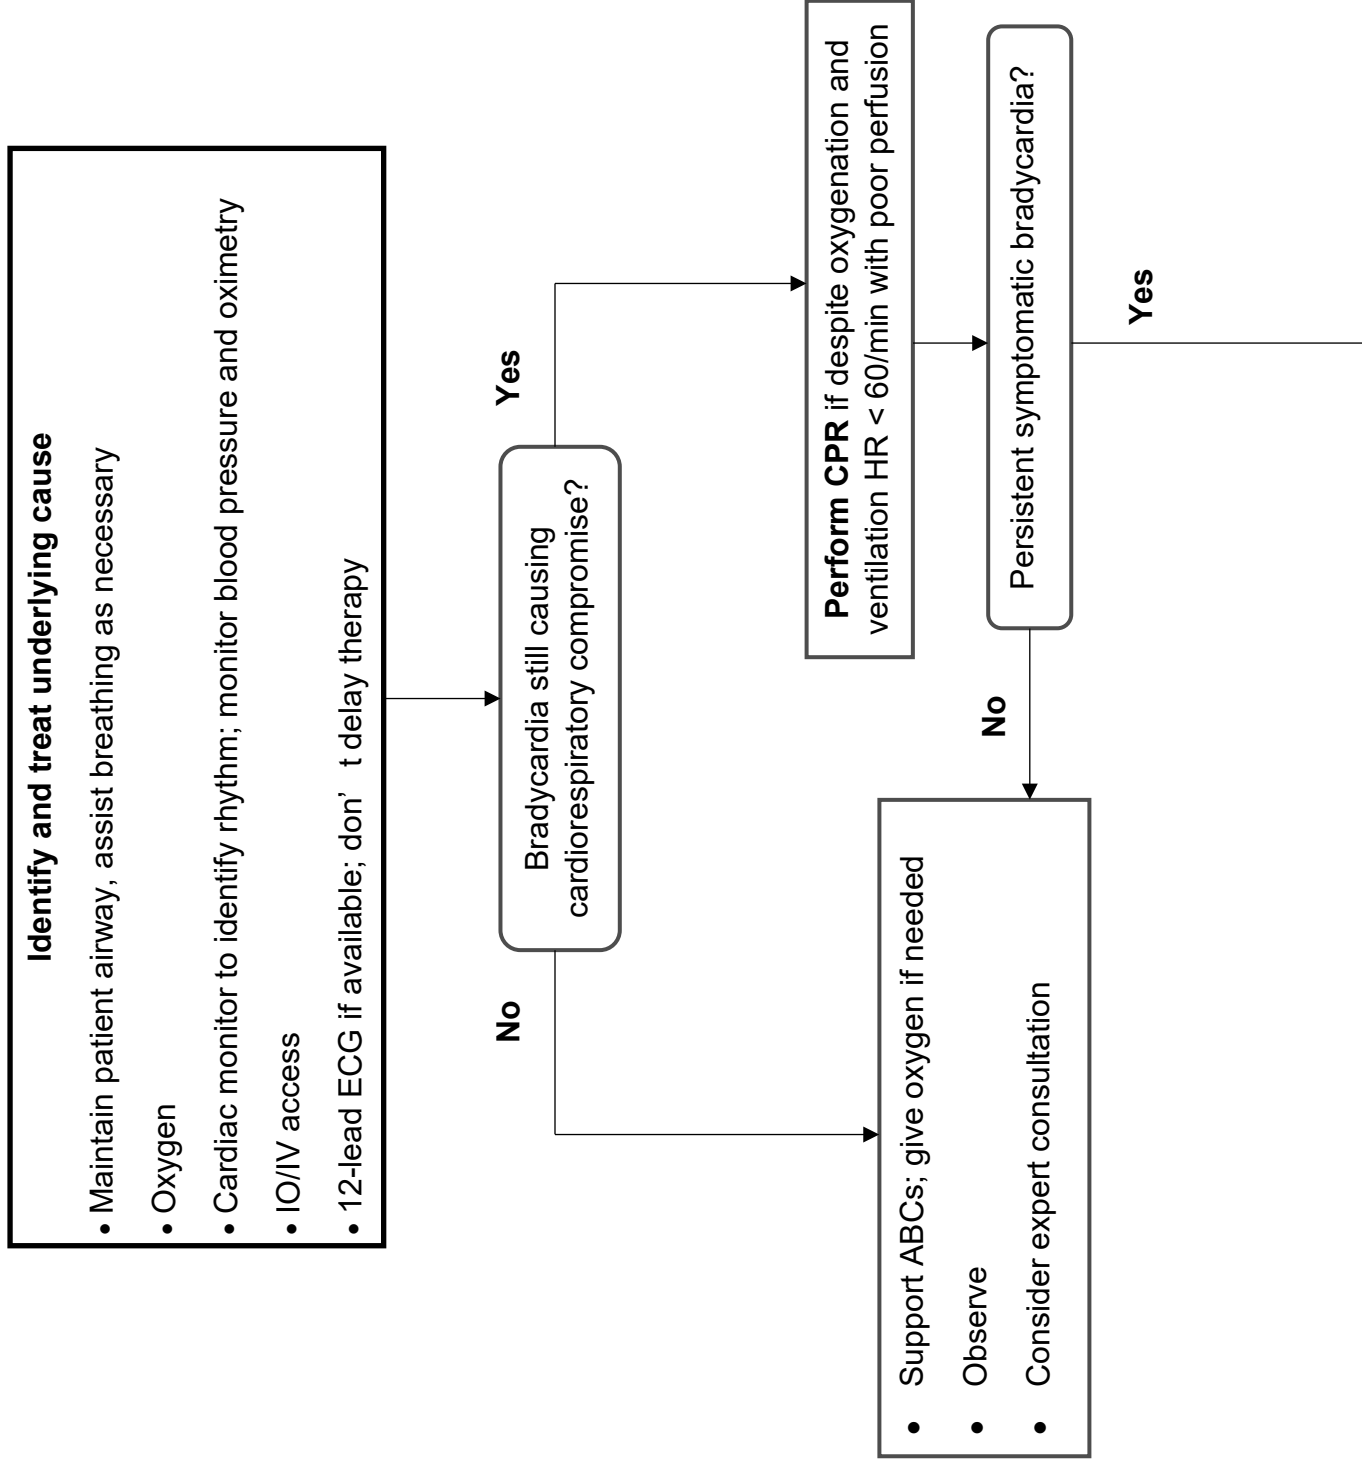 Identify and treat underlying cause
• Maintain patient airway, assist breathing as necessary
• Oxygen
• Cardiac monitor to identify rhythm; monitor blood pressure and oximetry
• IO/IV access
• 12-lead ECG if available; don’ t delay therapy
Bradycardia still causing
cardiorespiratory compromise?
No
Yes
Perform CPR if despite oxygenation and
ventilation HR < 60/min with poor perfusion
• Support ABCs; give oxygen if needed
• Observe
• Consider expert consultation
No
Persistent symptomatic bradycardia?
Yes